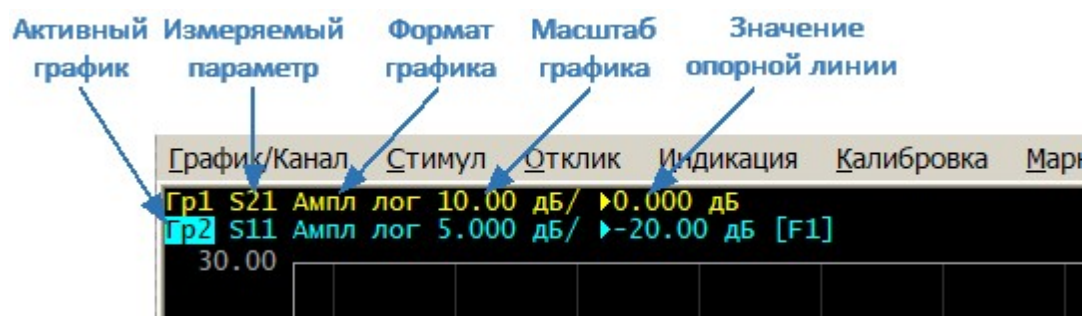 Активный график
Измеряемый параметр
Формат графика
Масштаб графика
Значение опорной линии
График/Канал Стимул Отклик Индикация Калибровка
Гр1 S21 Ампл лог 10.00 дБ/ ▶0.000 дБ
Гр2 S11 Ампл лог 5.000 дБ/ ▶-20.00 дБ [F1]
30.00